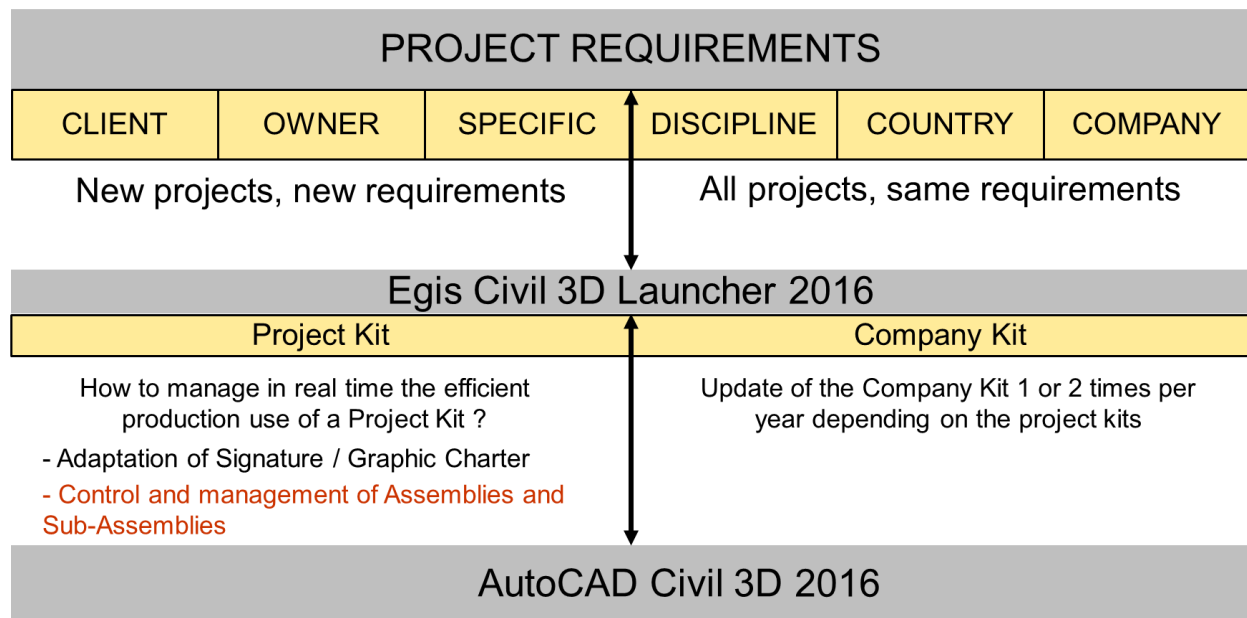 PROJECT REQUIREMENTS
CLIENT OWNER SPECIFIC DISCIPLINE COUNTRY COMPANY
New projects, new requirements
All projects, same requirements
Egis Civil 3D Launcher 2016
Project Kit
Company Kit
How to manage in real time the efficient
production use of a Project Kit ?
- Adaptation of Signature / Graphic Charter
- Control and management of Assemblies and
Sub-Assemblies
Update of the Company Kit 1 or 2 times per
year depending on the project kits
AutoCAD Civil 3D 2016